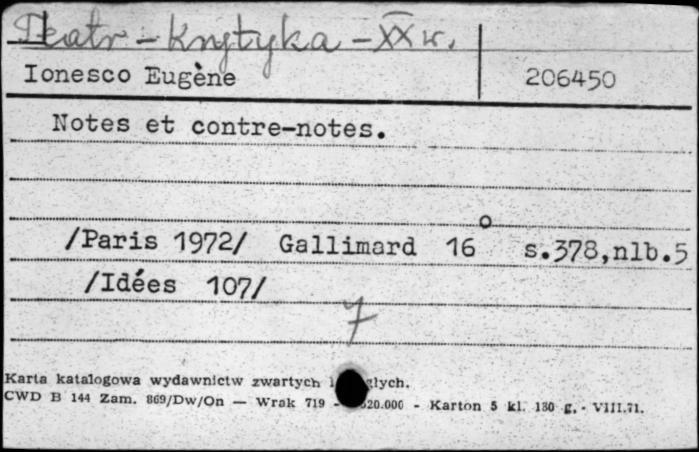 Teatr - Krytyka - XX w.
Ionesco Eugène 206450
Notes et contre-notes.
/Paris 1972/ Gallimard 16° s.378,nlb.5
/Idées 107/
7
Karta katalogowa wydawnictw zwartych
CWD B 144 Zam. 869/Dw/On — Wrak 719 - 20.000 - Karton 5 kl. 180 g. - VIII.71.